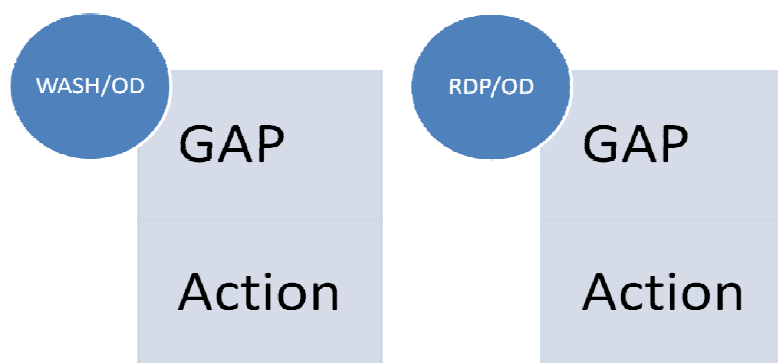 WASH/OD
GAP
Action
RDP/OD
GAP
Action